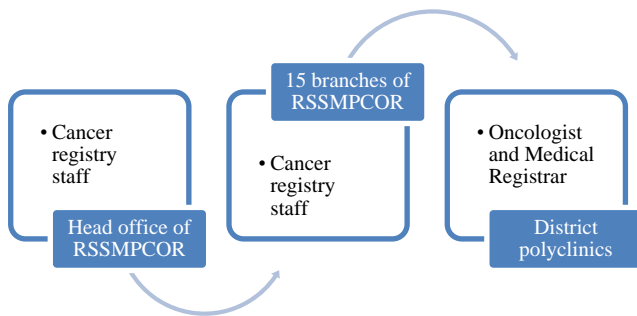 • Cancer
registry
staff
Head office of
RSSMPCOR
15 branches of
RSSMPCOR
• Cancer
registry
staff
• Oncologist
and Medical
Registrar
District
polyclinics